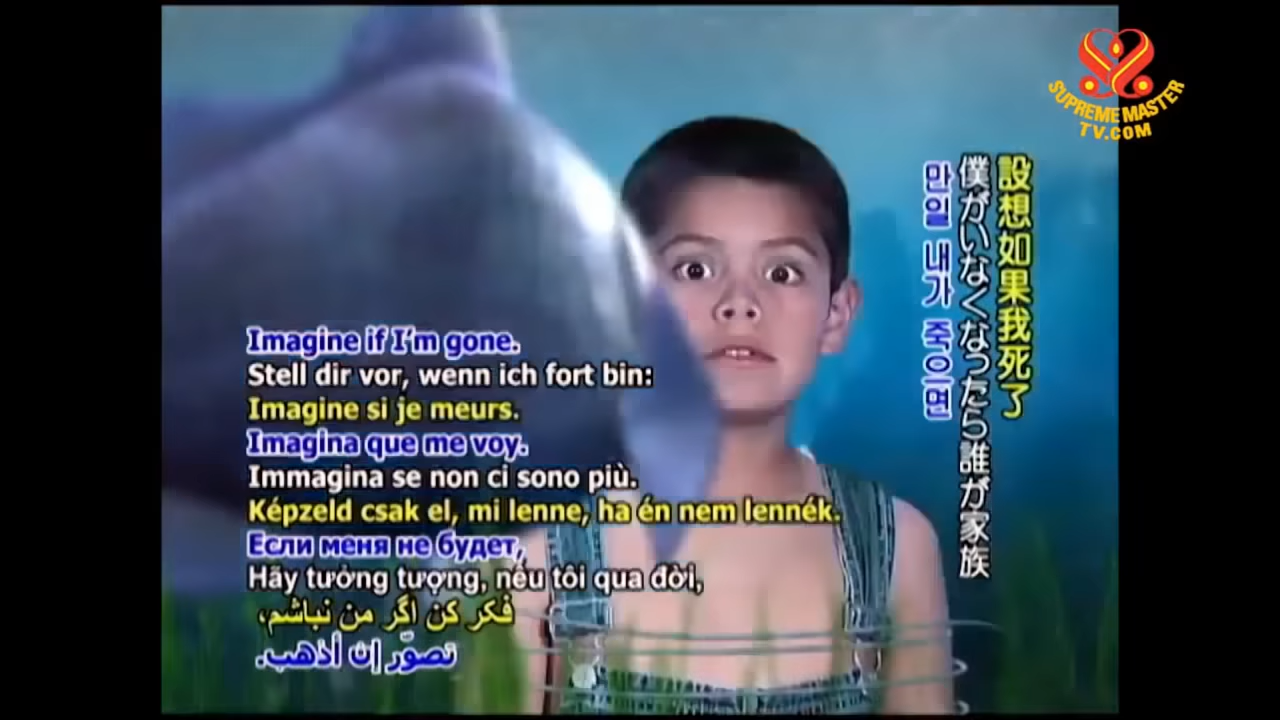 SUPREME MASTER
TV.COM
設想如果我死了
僕がいなくなったら誰が家族
만일 내가 죽으면
Imagine if I'm gone.
Stell dir vor, wenn ich fort bin:
Imagine si je meurs.
Imagina que me voy.
Immagina se non ci sono più.
Képzeld csak el, mi lenne, ha én nem lennék.
Если меня не будет,
Hãy tưởng tượng, nếu tôi qua đời,
فکر کن اگر من نباشم،
تصوّر إن أذهب.